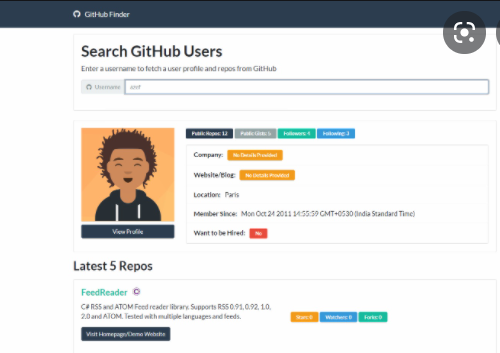 GitHub Finder
Search GitHub Users
Enter a username to fetch a user profile and repos from GitHub
Username
Public Repos: 12
Public Gists: 5
Followers: 9
Following: 3
Company: No Details Provided
Website/Blog: No Details Provided
Location: Paris
Member Since: Mon Oct 24 2011 14:55:59 GMT+0530 (India Standard Time)
Want to be Hired: No
View Profile
Latest 5 Repos
FeedReader
C# RSS and ATOM Feed reader library. Supports RSS 0.91, 0.92, 1.0,
2.0 and ATOM. Tested with multiple languages and feeds.
Visit Homepage/Demo Website
Stars: 0
Watchers: 0
Forks: 0